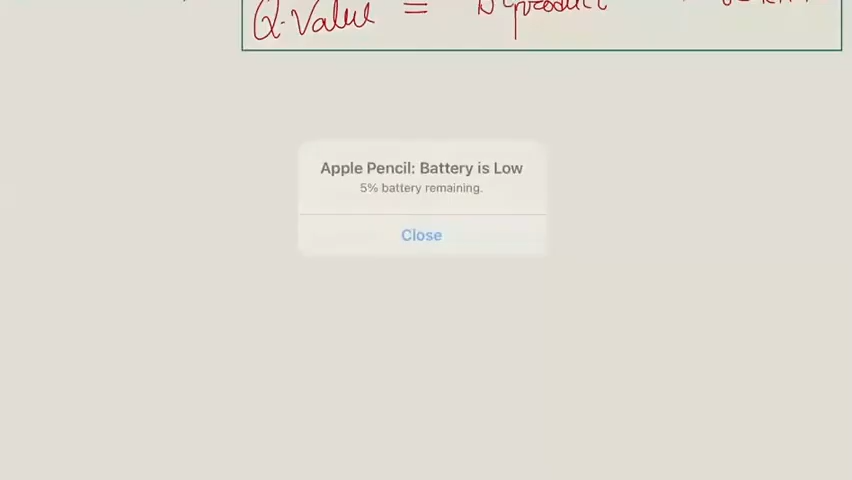 Q-Value =
Apple Pencil: Battery is Low
5% battery remaining.
Close